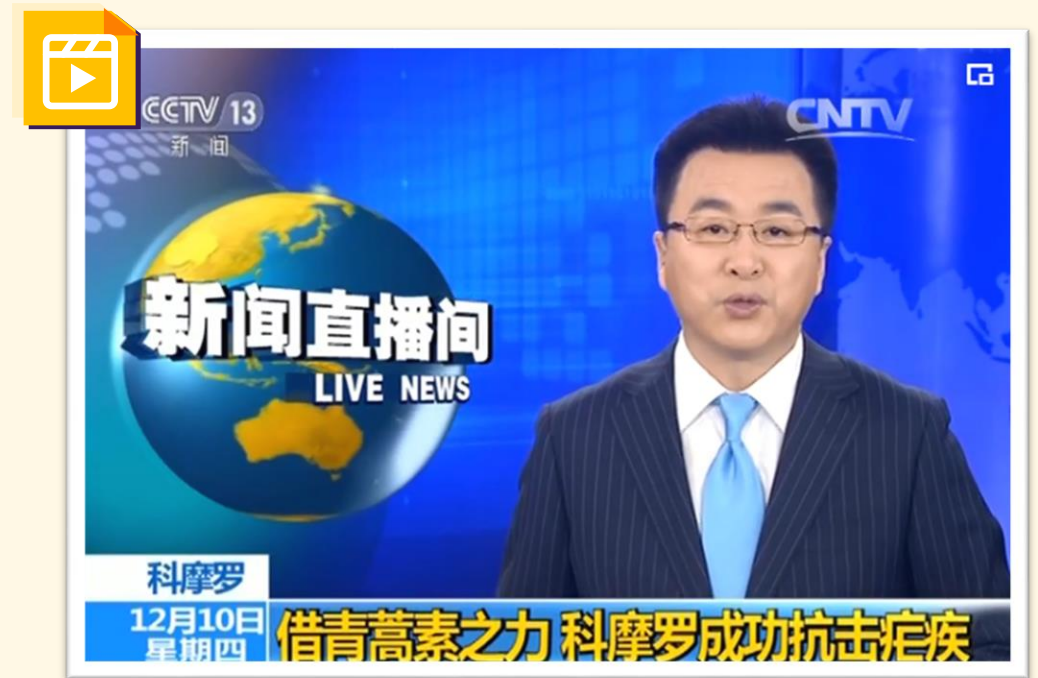 CCTV 13
新闻
CNTV
新闻直播间
LIVE NEWS
科摩罗
12月10日
星期四
借青蒿素之力 科摩罗成功抗击疟疾